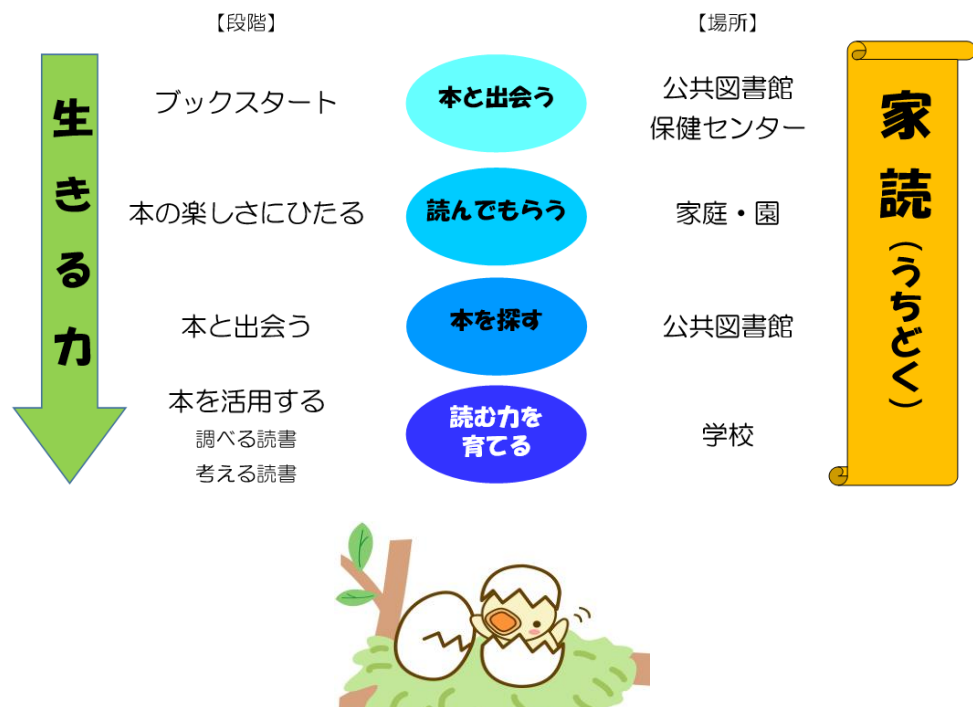 【段階】
【場所】
生きる力
ブックスタート
本と出会う
公共図書館
保健センター
本の楽しさにひたる
読んでもらう
家庭・園
本と出会う
本を探す
公共図書館
本を活用する
調べる読書
考える読書
読む力を
育てる
学校
家読(うちどく)